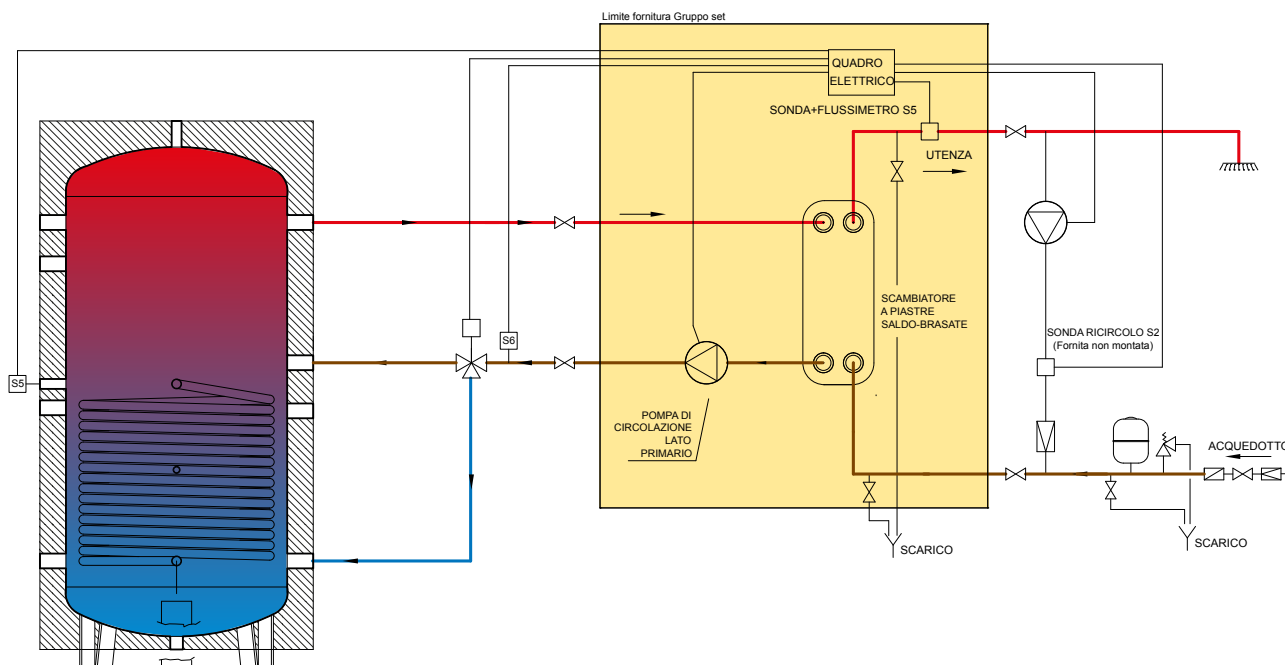 Limite fornitura Gruppo set
QUADRO
ELETTRICO
SONDA+FLUSSIMETRO S5
UTENZA
SCAMBIATORE
A PIASTRE
SALDO-BRASATE
SONDA RICIRCOLO S2
(Fornita non montata)
S6
S5
POMPA DI
CIRCOLAZIONE
LATO
PRIMARIO
ACQUEDOTTO
SCARICO
SCARICO